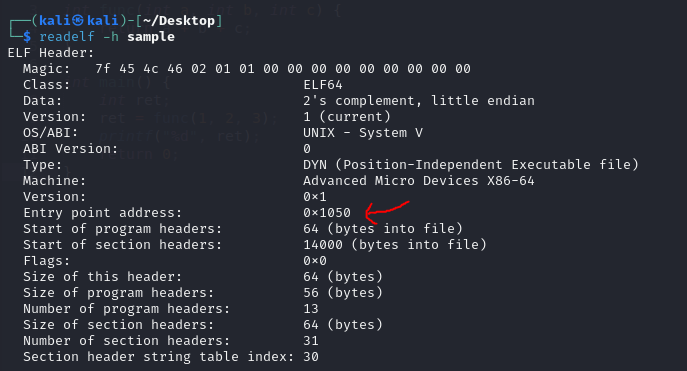 (kali㉿kali)-[~/Desktop]
$ readelf -h sample
ELF Header:
Magic: 7f 45 4c 46 02 01 01 00 00 00 00 00 00 00 00 00
Class: ELF64
Data: 2's complement, little endian
Version: 1 (current)
OS/ABI: UNIX - System V
ABI Version: 0
Type: DYN (Position-Independent Executable file)
Machine: Advanced Micro Devices X86-64
Version: 0×1
Entry point address: 0×1050
Start of program headers: 64 (bytes into file)
Start of section headers: 14000 (bytes into file)
Flags: 0×0
Size of this header: 64 (bytes)
Size of program headers: 56 (bytes)
Number of program headers: 13
Size of section headers: 64 (bytes)
Number of section headers: 31
Section header string table index: 30